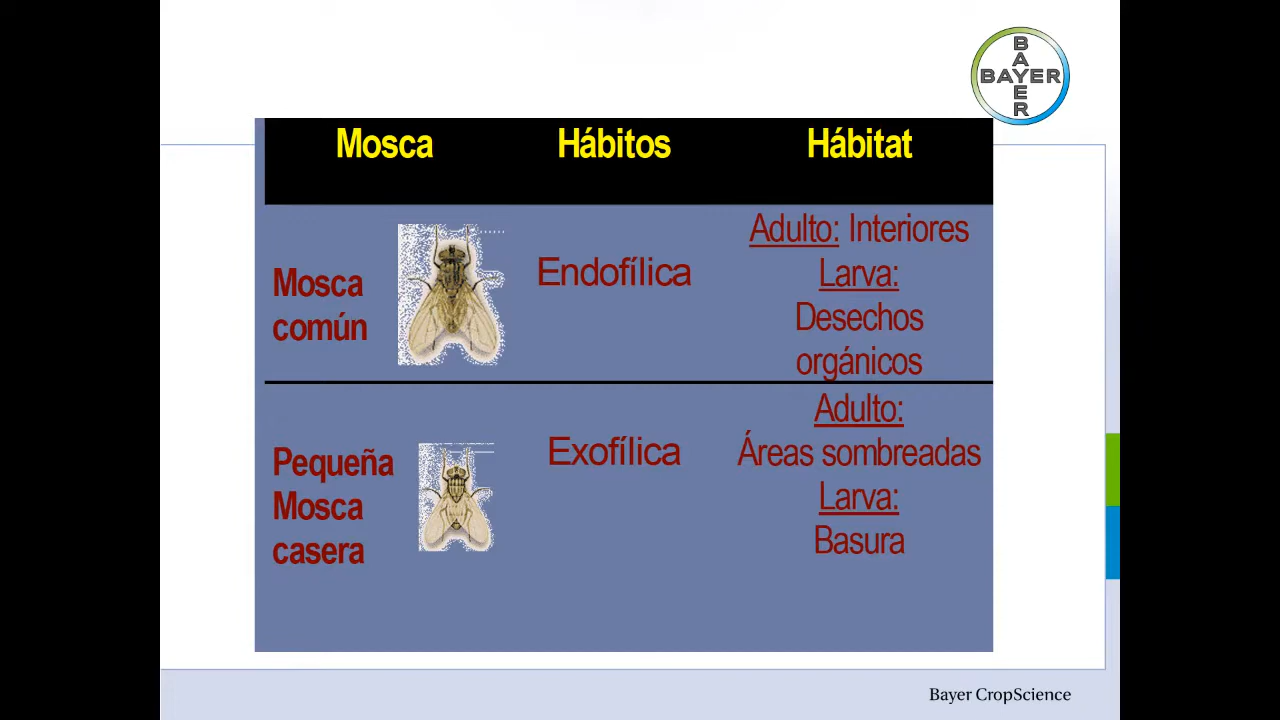 BAYER
BAYER
Mosca Hábitos Hábitat
Mosca
común
Endofílica
Adulto: Interiores
Larva:
Desechos
orgánicos
Pequeña
Mosca
casera
Exofílica
Adulto:
Áreas sombreadas
Larva:
Basura
Bayer CropScience